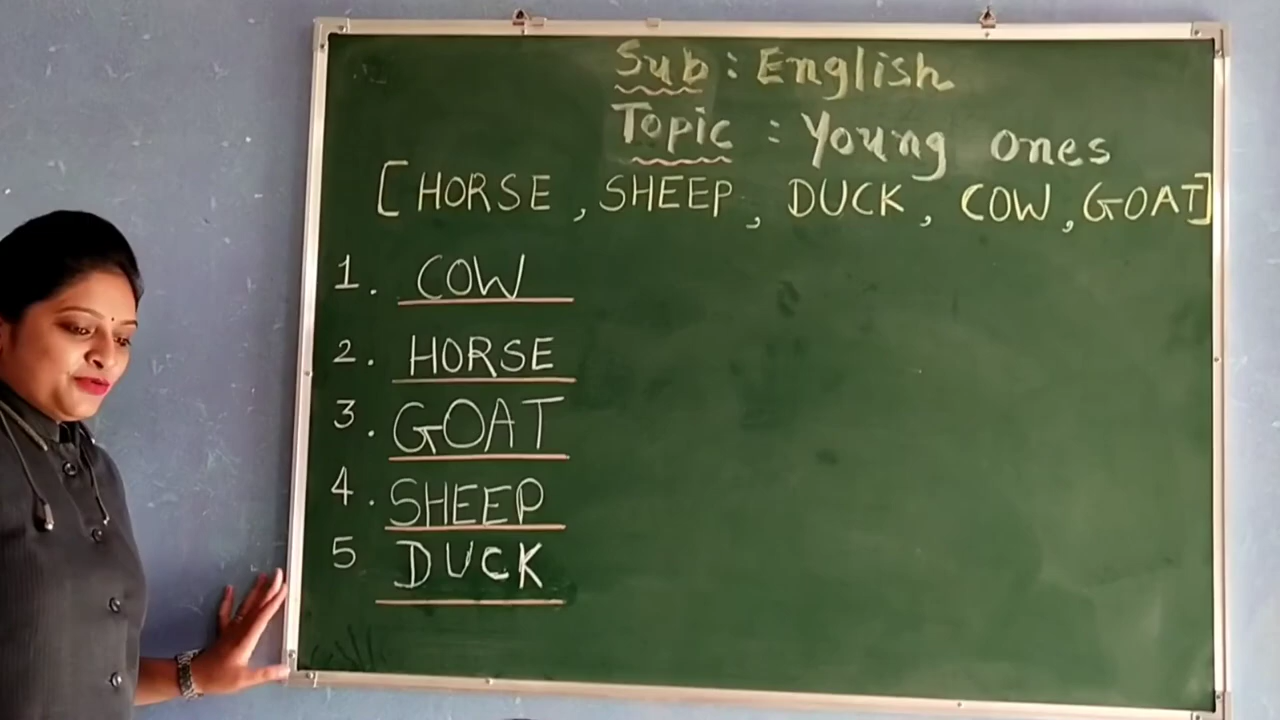 Sub : English
Topic : Young ones
[HORSE , SHEEP , DUCK , COW , GOAT]
1. COW
2. HORSE
3. GOAT
4. SHEEP
5 DUCK